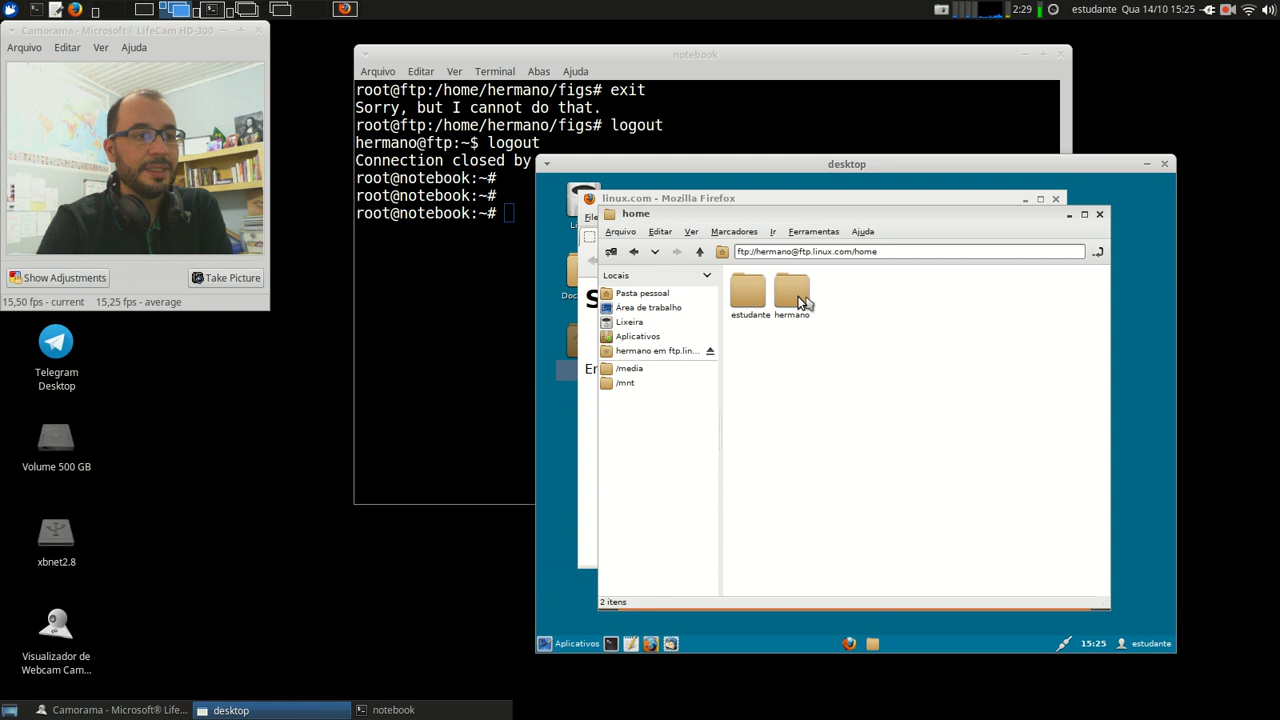 2:29
estudante Qua 14/10 15:25
Camorama - Microsoft® LifeCam HD-300
Arquivo Editar Ver Ajuda
Show Adjustments
Take Picture
15,50 fps - current 15,25 fps - average
Telegram
Desktop
Volume 500 GB
xbnet2.8
Visualizador de
Webcam Cam...
notebook
Arquivo Editar Ver Terminal Abas Ajuda
root@ftp:/home/hermano/figs# exit
Sorry, but I cannot do that.
root@ftp:/home/hermano/figs# logout
hermano@ftp:~$ logout
Connection closed by
root@notebook:~#
root@notebook:~#
root@notebook:~#
desktop
linux.com - Mozilla Firefox
home
Arquivo Editar Ver Marcadores Ir Ferramentas Ajuda
ftp://hermano@ftp.linux.com/home
Locais
Pasta pessoal
Área de trabalho
Lixeira
Aplicativos
hermano em ftp.lin...
/media
/mnt
estudante hermano
2 itens
Aplicativos
15:25
estudante
Camorama - Microsoft® LifeCam...
desktop
notebook